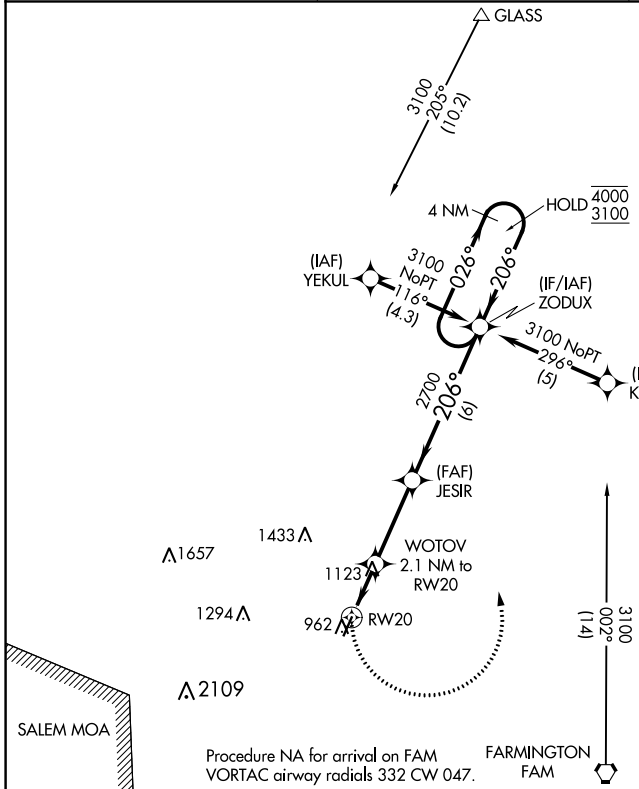 GLASS
3100
205°
(10.2)
4 NM
HOLD 4000
3100
(IAF)
YEKUL
3100
NoPT
116°
(4.3)
026°
206°
(IF/IAF)
ZODUX
3100 NoPT
296°
(5)
(I
K
2700
206°
(6)
(FAF)
JESIR
1433
1657
WOTOV
2.1 NM to
RW20
1123
1294
962
RW20
3100
002°
(14)
2109
SALEM MOA
Procedure NA for arrival on FAM
VORTAC airway radials 332 CW 047.
FARMINGTON
FAM